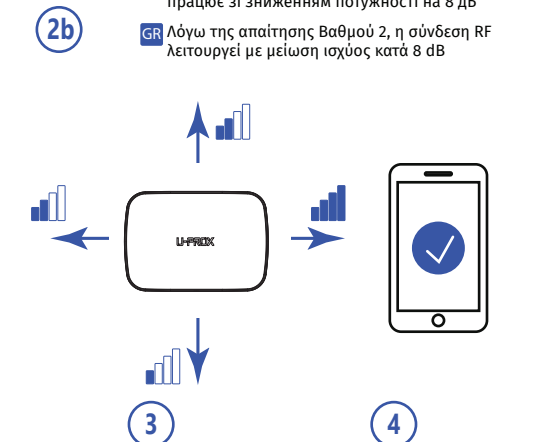 працює зі зниженням потужності на 8 дБ
2b
GR Λόγω της απαίτησης Βαθμού 2, η σύνδεση RF
λειτουργεί με μείωση ισχύος κατά 8 dB
U-PROX
3
4